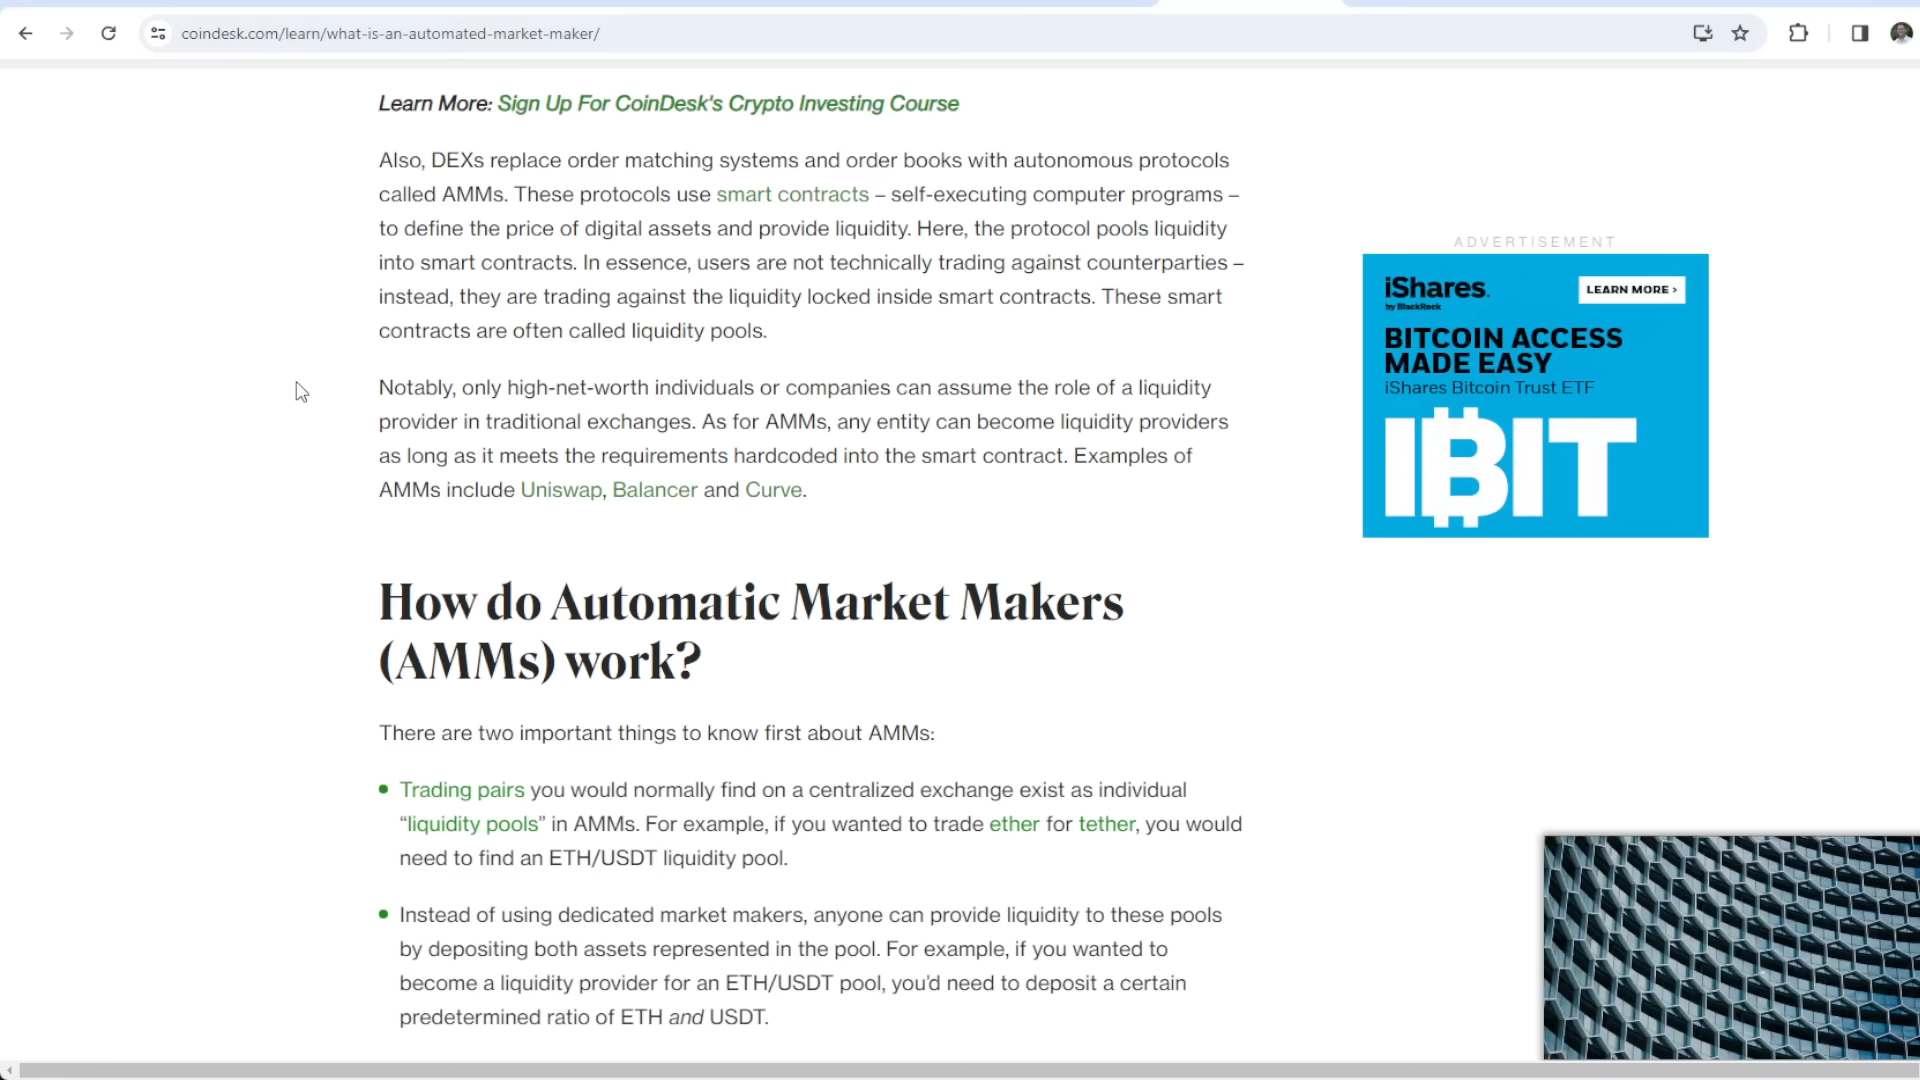 coindesk.com/learn/what-is-an-automated-market-maker/
Learn More: Sign Up For CoinDesk's Crypto Investing Course
Also, DEXs replace order matching systems and order books with autonomous protocols
called AMMs. These protocols use smart contracts – self-executing computer programs –
to define the price of digital assets and provide liquidity. Here, the protocol pools liquidity
into smart contracts. In essence, users are not technically trading against counterparties –
instead, they are trading against the liquidity locked inside smart contracts. These smart
contracts are often called liquidity pools.
Notably, only high-net-worth individuals or companies can assume the role of a liquidity
provider in traditional exchanges. As for AMMs, any entity can become liquidity providers
as long as it meets the requirements hardcoded into the smart contract. Examples of
AMMs include Uniswap, Balancer and Curve.
How do Automatic Market Makers
(AMMs) work?
There are two important things to know first about AMMs:
Trading pairs you would normally find on a centralized exchange exist as individual
“liquidity pools” in AMMs. For example, if you wanted to trade ether for tether, you would
need to find an ETH/USDT liquidity pool.
Instead of using dedicated market makers, anyone can provide liquidity to these pools
by depositing both assets represented in the pool. For example, if you wanted to
become a liquidity provider for an ETH/USDT pool, you’d need to deposit a certain
predetermined ratio of ETH and USDT.
ADVERTISEMENT
iShares.
by BlackRock
LEARN MORE >
BITCOIN ACCESS
MADE EASY
iShares Bitcoin Trust ETF
IBIT